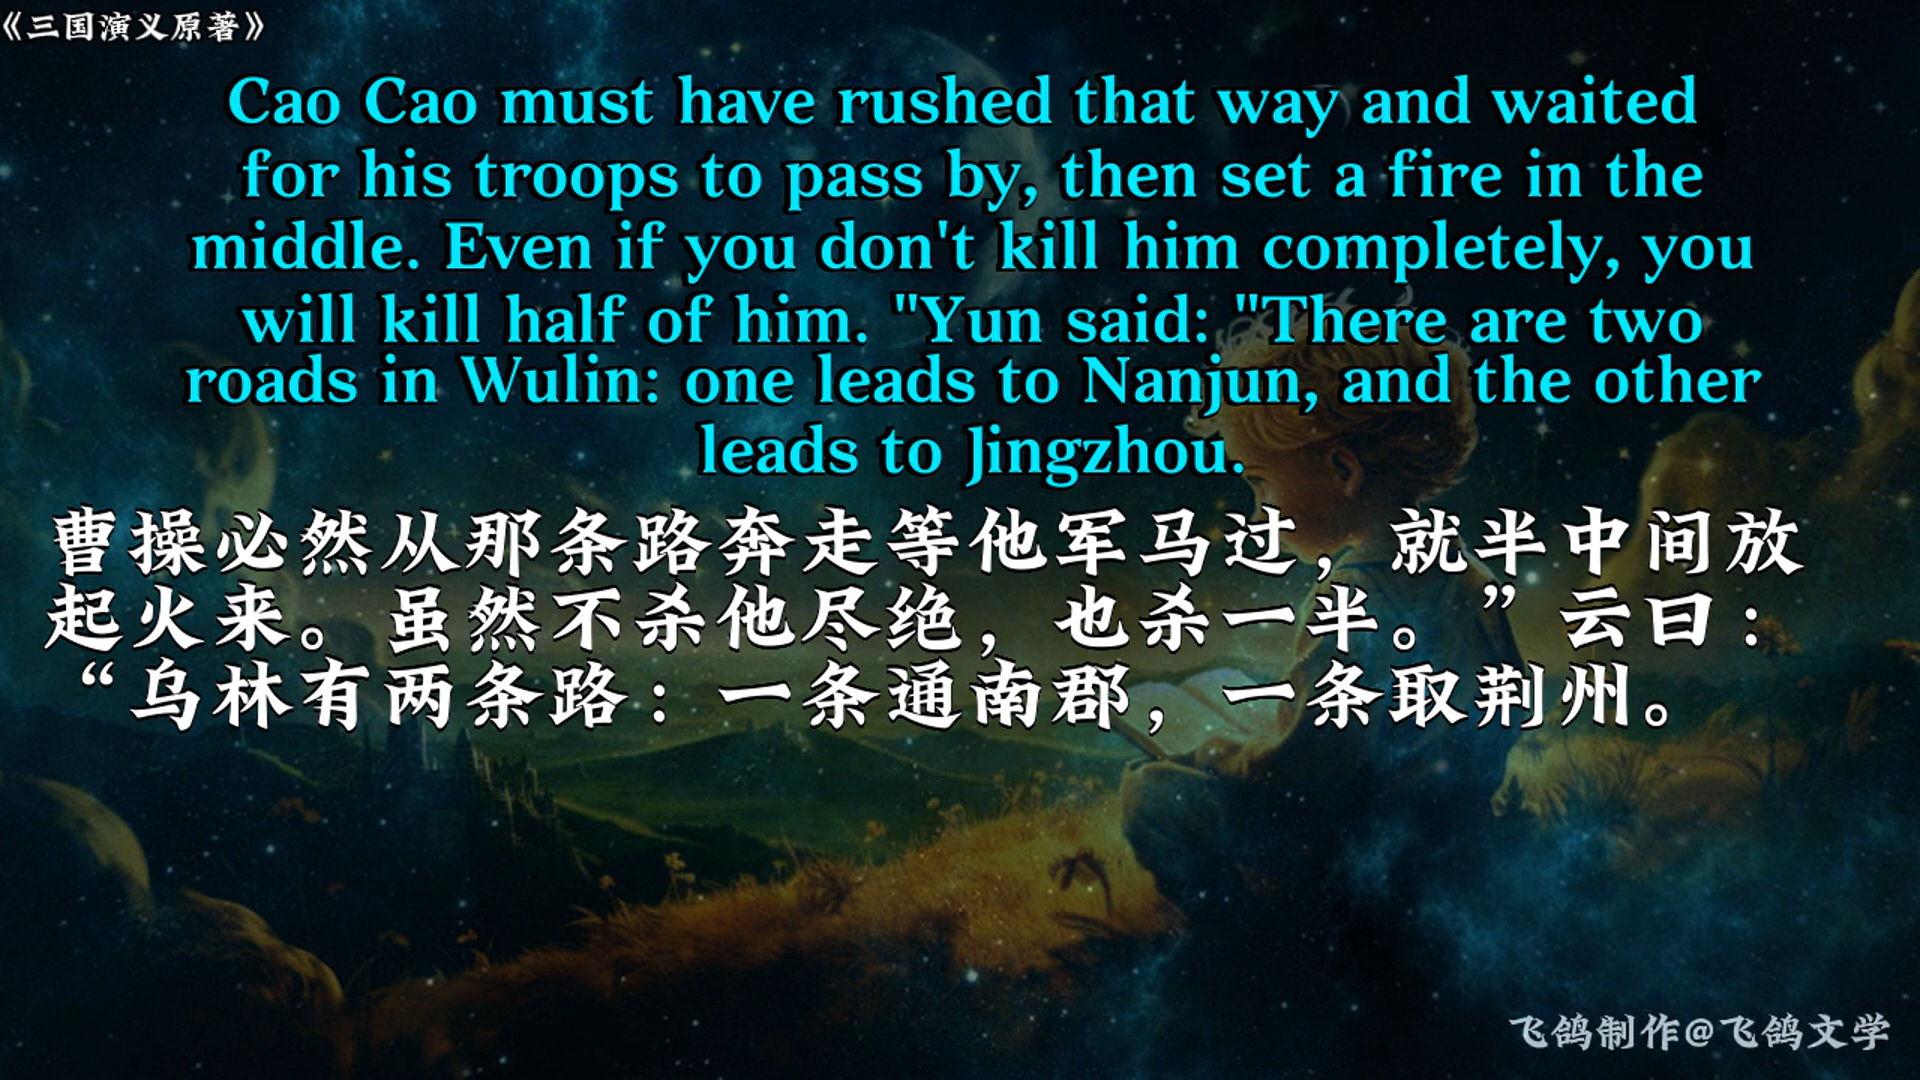 《三国演义原著》
Cao Cao must have rushed that way and waited
for his troops to pass by, then set a fire in the
middle. Even if you don't kill him completely, you
will kill half of him. "Yun said: "There are two
roads in Wulin: one leads to Nanjun, and the other
leads to Jingzhou.
曹操必然从那条路奔走等他军马过，就半中间放
起火来。虽然不杀他尽绝，也杀一半。”云曰：
“乌林有两条路：一条通南郡，一条取荆州。
飞鸽制作@飞鸽文学